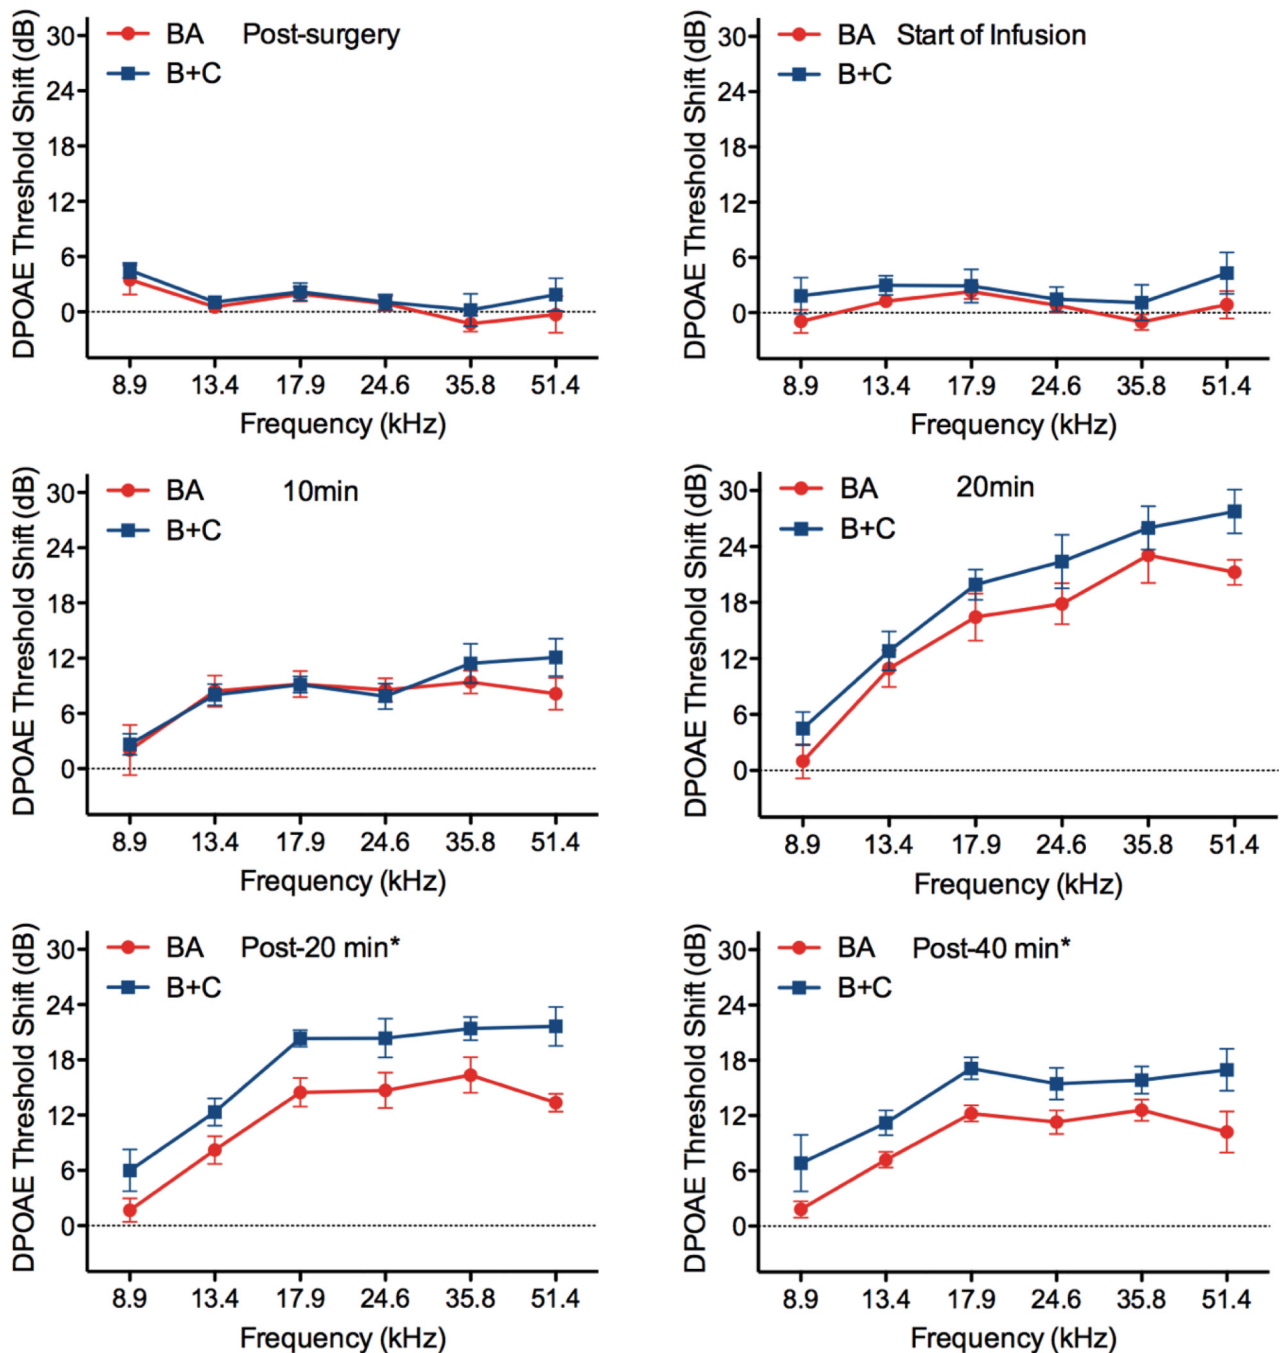 BA Post-surgery
B+C
DPOAE Threshold Shift (dB)
30
24
18
12
6
0
8.9 13.4 17.9 24.6 35.8 51.4
Frequency (kHz)
BA Start of Infusion
B+C
DPOAE Threshold Shift (dB)
30
24
18
12
6
0
8.9 13.4 17.9 24.6 35.8 51.4
Frequency (kHz)
BA 10min
B+C
DPOAE Threshold Shift (dB)
30
24
18
12
6
0
8.9 13.4 17.9 24.6 35.8 51.4
Frequency (kHz)
BA 20min
B+C
DPOAE Threshold Shift (dB)
30
24
18
12
6
0
8.9 13.4 17.9 24.6 35.8 51.4
Frequency (kHz)
BA Post-20 min*
B+C
DPOAE Threshold Shift (dB)
30
24
18
12
6
0
8.9 13.4 17.9 24.6 35.8 51.4
Frequency (kHz)
BA Post-40 min*
B+C
DPOAE Threshold Shift (dB)
30
24
18
12
6
0
8.9 13.4 17.9 24.6 35.8 51.4
Frequency (kHz)